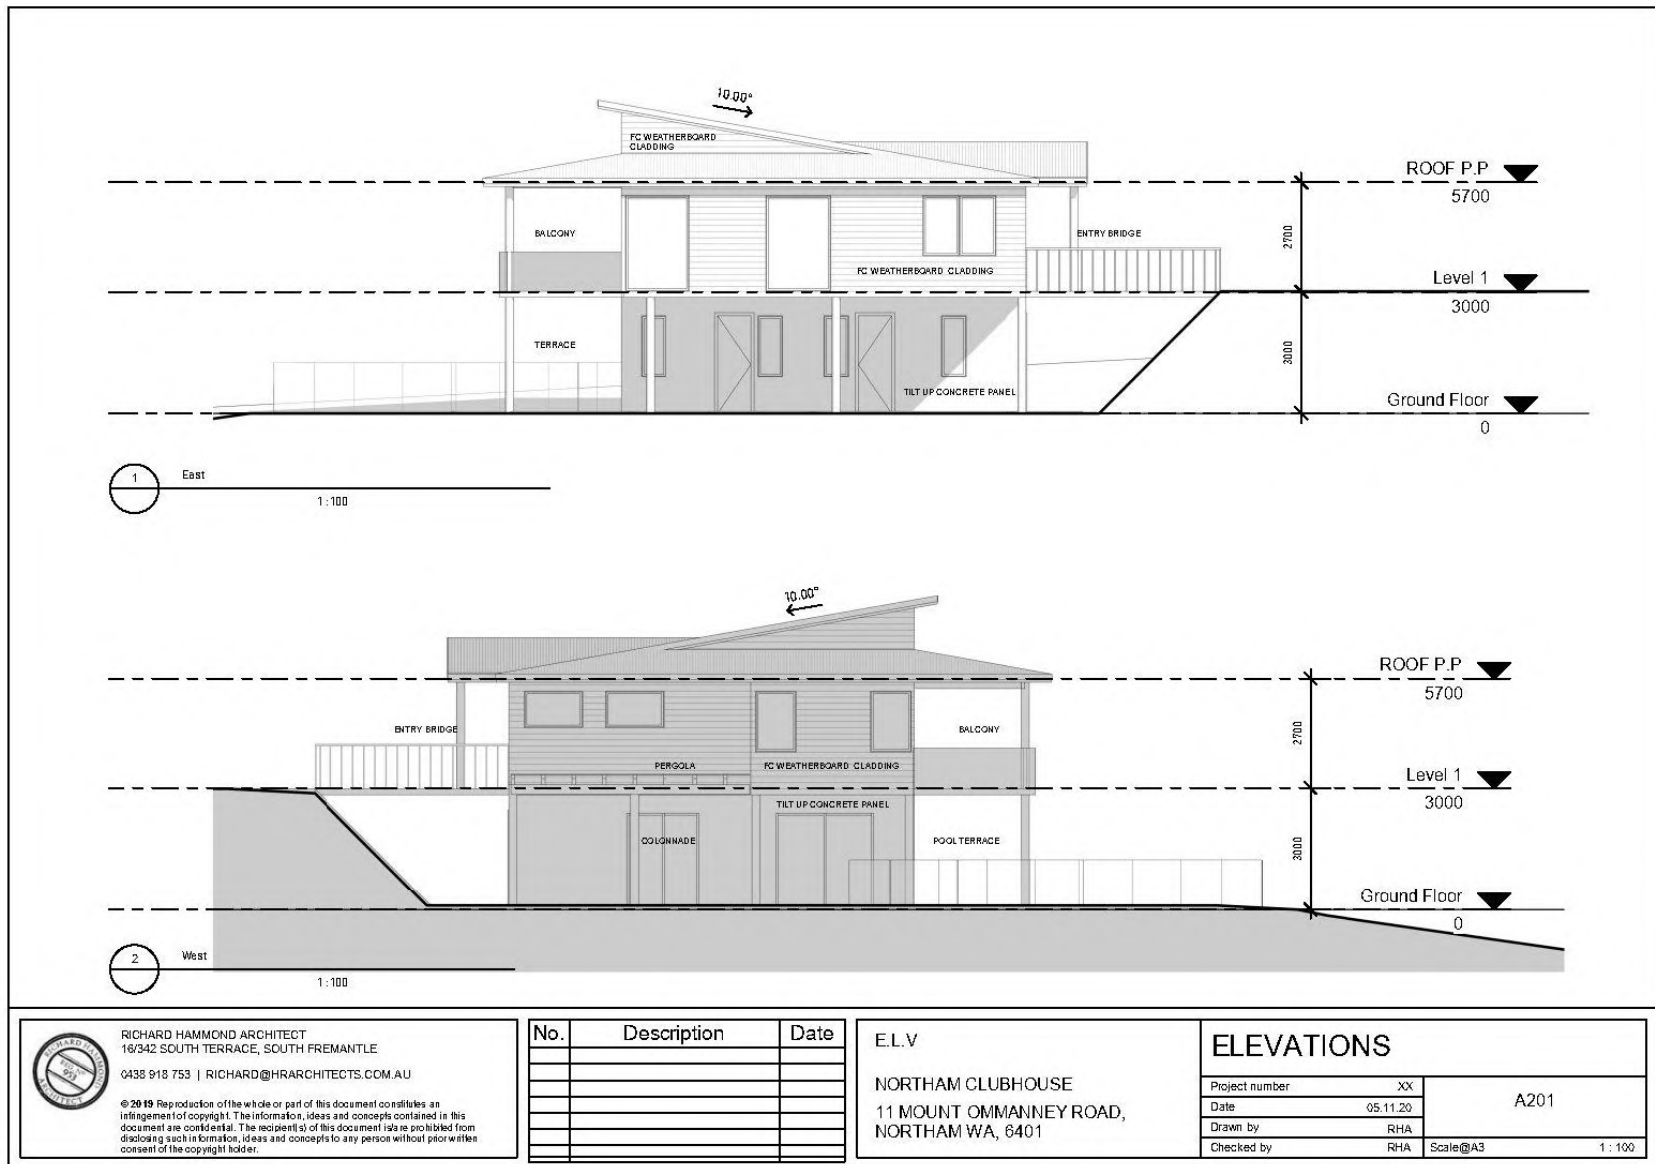 10.00°
FC WEATHERBOARD
CLADDING
ROOF P.P
5700
BALCONY
ENTRY BRIDGE
2700
FC WEATHERBOARD CLADDING
Level 1
3000
TERRACE
3000
TILT UP CONCRETE PANEL
Ground Floor
0
1
East
1 : 100
10.00°
ROOF P.P
5700
ENTRY BRIDGE
BALCONY
2700
PERGOLA
FC WEATHERBOARD CLADDING
Level 1
3000
TILT UP CONCRETE PANEL
COLONNADE
POOL TERRACE
3000
Ground Floor
0
2
West
1 : 100
RICHARD HAMMOND
ARCHITECT
REG. No
953
RICHARD HAMMOND ARCHITECT
16/342 SOUTH TERRACE, SOUTH FREMANTLE
0438 918 753 | RICHARD@HRARCHITECTS.COM.AU
© 2019 Reproduction of the whole or part of this document constitutes an
infringement of copyright. The information, ideas and concepts contained in this
document are confidential. The recipient(s) of this document is/are prohibited from
disclosing such information, ideas and concepts to any person without prior written
consent of the copyright holder.
No. Description Date
E.L.V
NORTHAM CLUBHOUSE
11 MOUNT OMMANNEY ROAD,
NORTHAM WA, 6401
ELEVATIONS
Project number XX
Date 05.11.20
Drawn by RHA
Checked by RHA
A201
Scale@A3 1 : 100